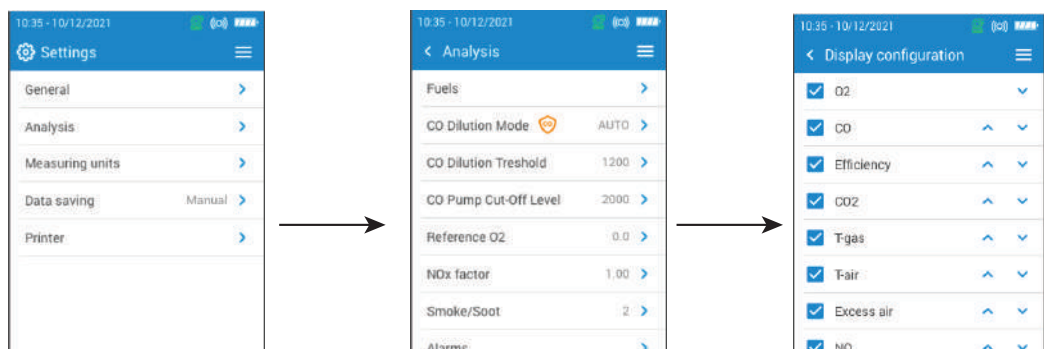 10:35 - 10/12/2021
Settings
General
Analysis
Measuring units
Data saving Manual
Printer
10:35 - 10/12/2021
Analysis
Fuels
CO Dilution Mode CO AUTO
CO Dilution Treshold 1200
CO Pump Cut-Off Level 2000
Reference O2 0.0
NOx factor 1.00
Smoke/Soot 2
Alarms
10:35 - 10/12/2021
Display configuration
O2
CO
Efficiency
CO2
T-gas
T-air
Excess air
NO